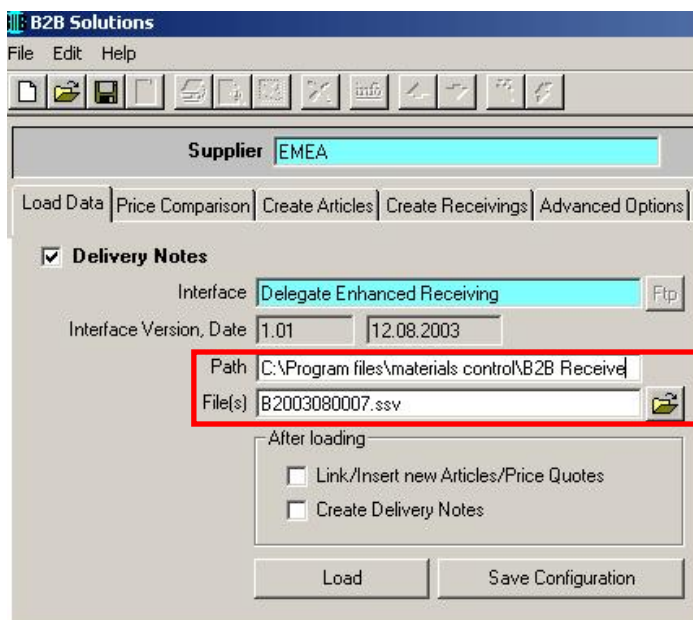 B2B Solutions
File Edit Help
info
Supplier EMEA
Load Data Price Comparison Create Articles Create Receivings Advanced Options
Delivery Notes
Interface Delegate Enhanced Receiving Ftp
Interface Version, Date 1.01 12.08.2003
Path C:\Program files\materials control\B2B Receive
File(s) B2003080007.ssv
After loading
Link/Insert new Articles/Price Quotes
Create Delivery Notes
Load Save Configuration